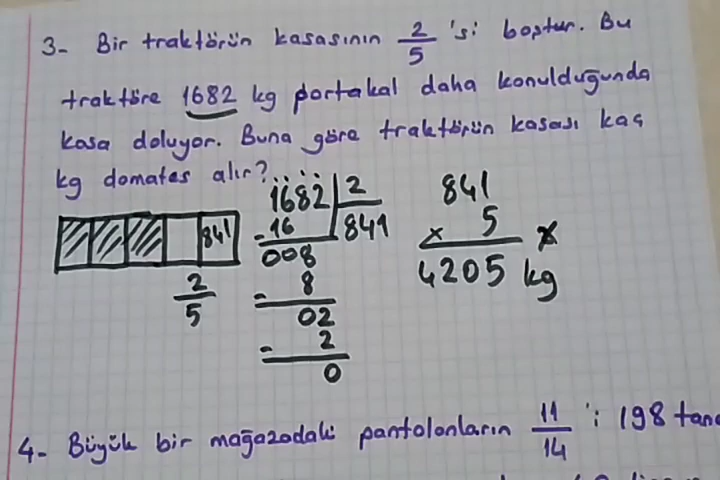 3- Bir traktörün kasasının 2/5 'si boştur. Bu
traktöre 1682 kg portakal daha konulduğunda
kasa doluyor. Buna göre traktörün kasası kaç
kg domates alır?
841
2/5
1682 | 2
- 16 841
008
- 8
02
- 2
0
841
x 5 x
4205 kg
4- Büyük bir mağazadaki pantolonların 11/14 'i 198 tane